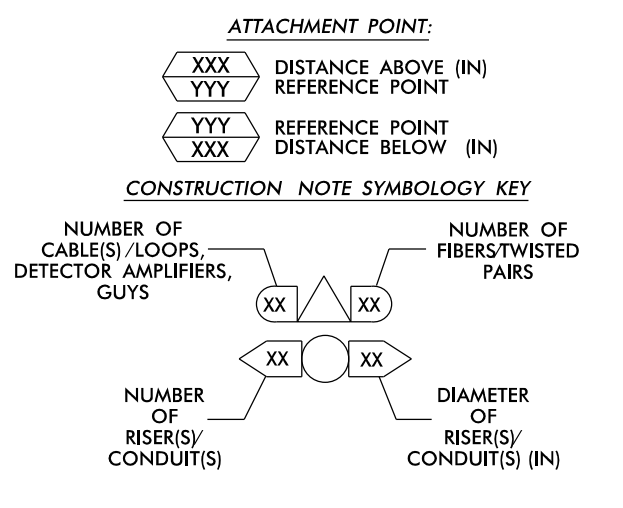 ATTACHMENT POINT:
XXX
YYY
DISTANCE ABOVE (IN)
REFERENCE POINT
YYY
XXX
REFERENCE POINT
DISTANCE BELOW (IN)
CONSTRUCTION NOTE SYMBOLOGY KEY
NUMBER OF
CABLE(S)/LOOPS,
DETECTOR AMPLIFIERS,
GUYS
NUMBER OF
FIBERS/TWISTED
PAIRS
XX
XX
XX
XX
NUMBER
OF
RISER(S)/
CONDUIT(S)
DIAMETER
OF
RISER(S)/
CONDUIT(S) (IN)